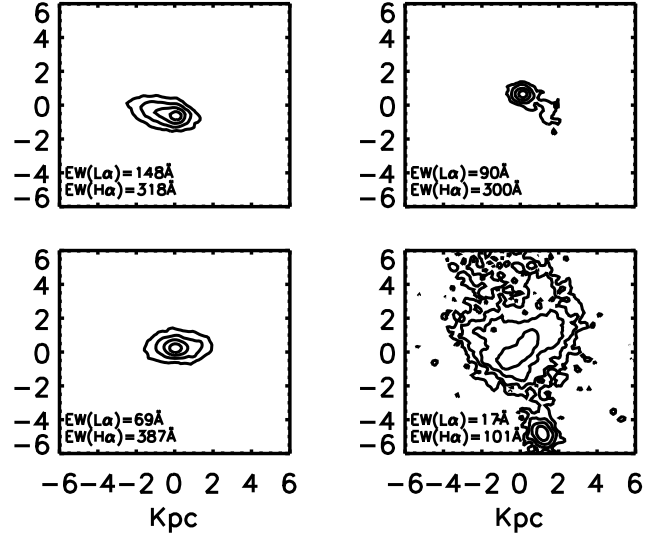 6
4
2
0
−2
−4
−6
EW(Lα)=148Å
EW(Hα)=318Å
6
4
2
0
−2
−4
−6
EW(Lα)=90Å
EW(Hα)=300Å
6
4
2
0
−2
−4
−6
EW(Lα)=69Å
EW(Hα)=387Å
−6−4−2 0 2 4 6
Kpc
6
4
2
0
−2
−4
−6
EW(Lα)=17Å
EW(Hα)=101Å
−6−4−2 0 2 4 6
Kpc